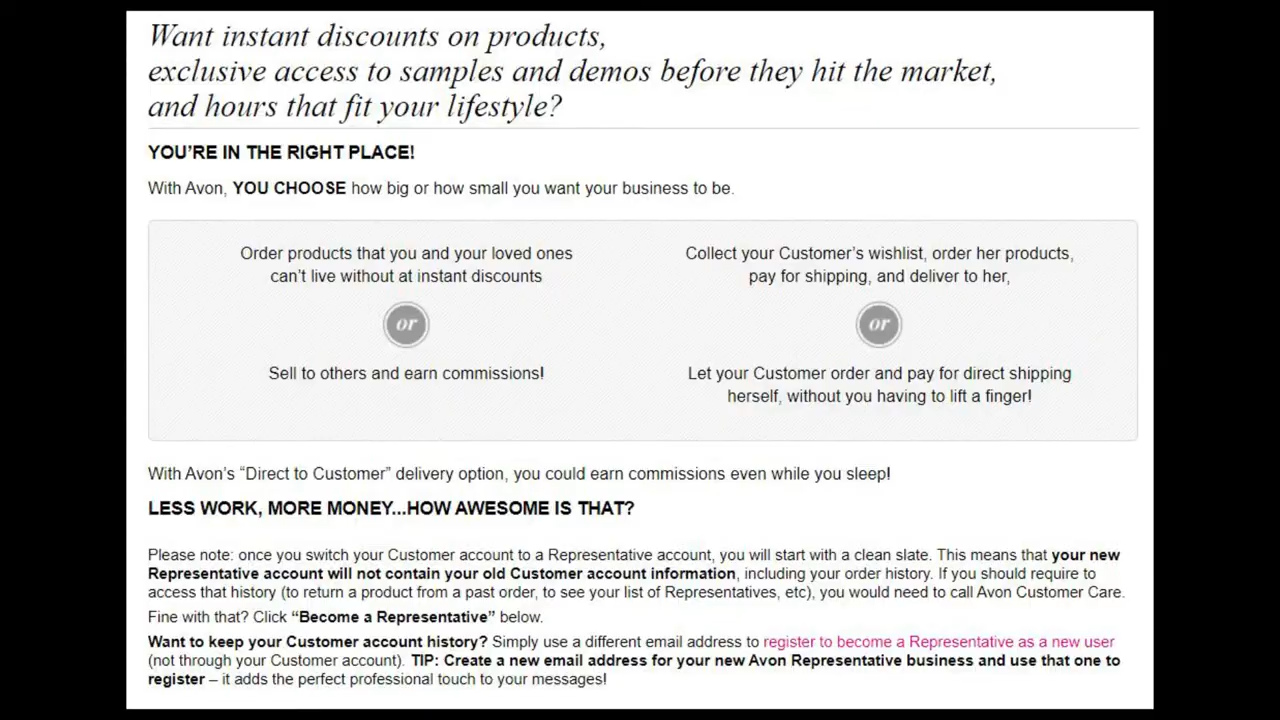 Want instant discounts on products,
exclusive access to samples and demos before they hit the market,
and hours that fit your lifestyle?
YOU’RE IN THE RIGHT PLACE!
With Avon, YOU CHOOSE how big or how small you want your business to be.
Order products that you and your loved ones
can’t live without at instant discounts
or
Sell to others and earn commissions!
Collect your Customer’s wishlist, order her products,
pay for shipping, and deliver to her,
or
Let your Customer order and pay for direct shipping
herself, without you having to lift a finger!
With Avon’s “Direct to Customer” delivery option, you could earn commissions even while you sleep!
LESS WORK, MORE MONEY...HOW AWESOME IS THAT?
Please note: once you switch your Customer account to a Representative account, you will start with a clean slate. This means that your new
Representative account will not contain your old Customer account information, including your order history. If you should require to
access that history (to return a product from a past order, to see your list of Representatives, etc), you would need to call Avon Customer Care.
Fine with that? Click “Become a Representative” below.
Want to keep your Customer account history? Simply use a different email address to register to become a Representative as a new user
(not through your Customer account). TIP: Create a new email address for your new Avon Representative business and use that one to
register – it adds the perfect professional touch to your messages!